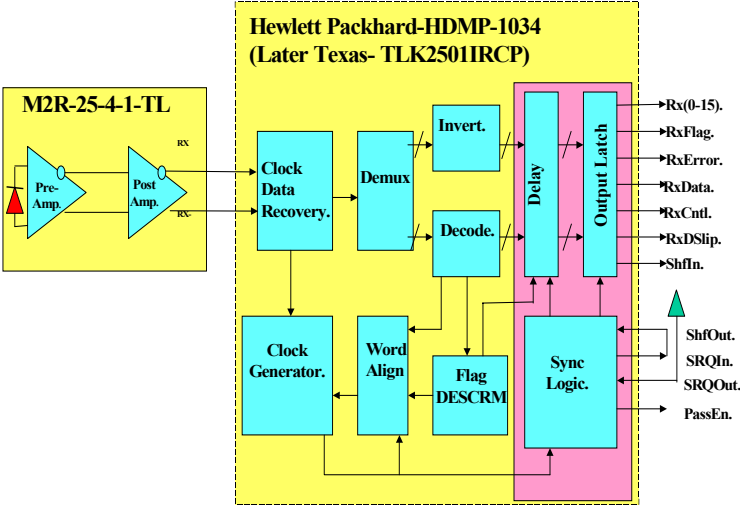 Hewlett Packhard-HDMP-1034
(Later Texas- TLK2501IRCP)
M2R-25-4-1-TL
RX
RX-
Pre-
Amp.
Post
Amp.
Clock
Data
Recovery.
Demux
Invert.
Decode.
Delay
Output Latch
Rx(0-15).
RxFlag.
RxError.
RxData.
RxCntl.
RxDSlip.
ShfIn.
Clock
Generator.
Word
Align
Flag
DESCRM
Sync
Logic.
ShfOut.
SRQIn.
SRQOut.
PassEn.